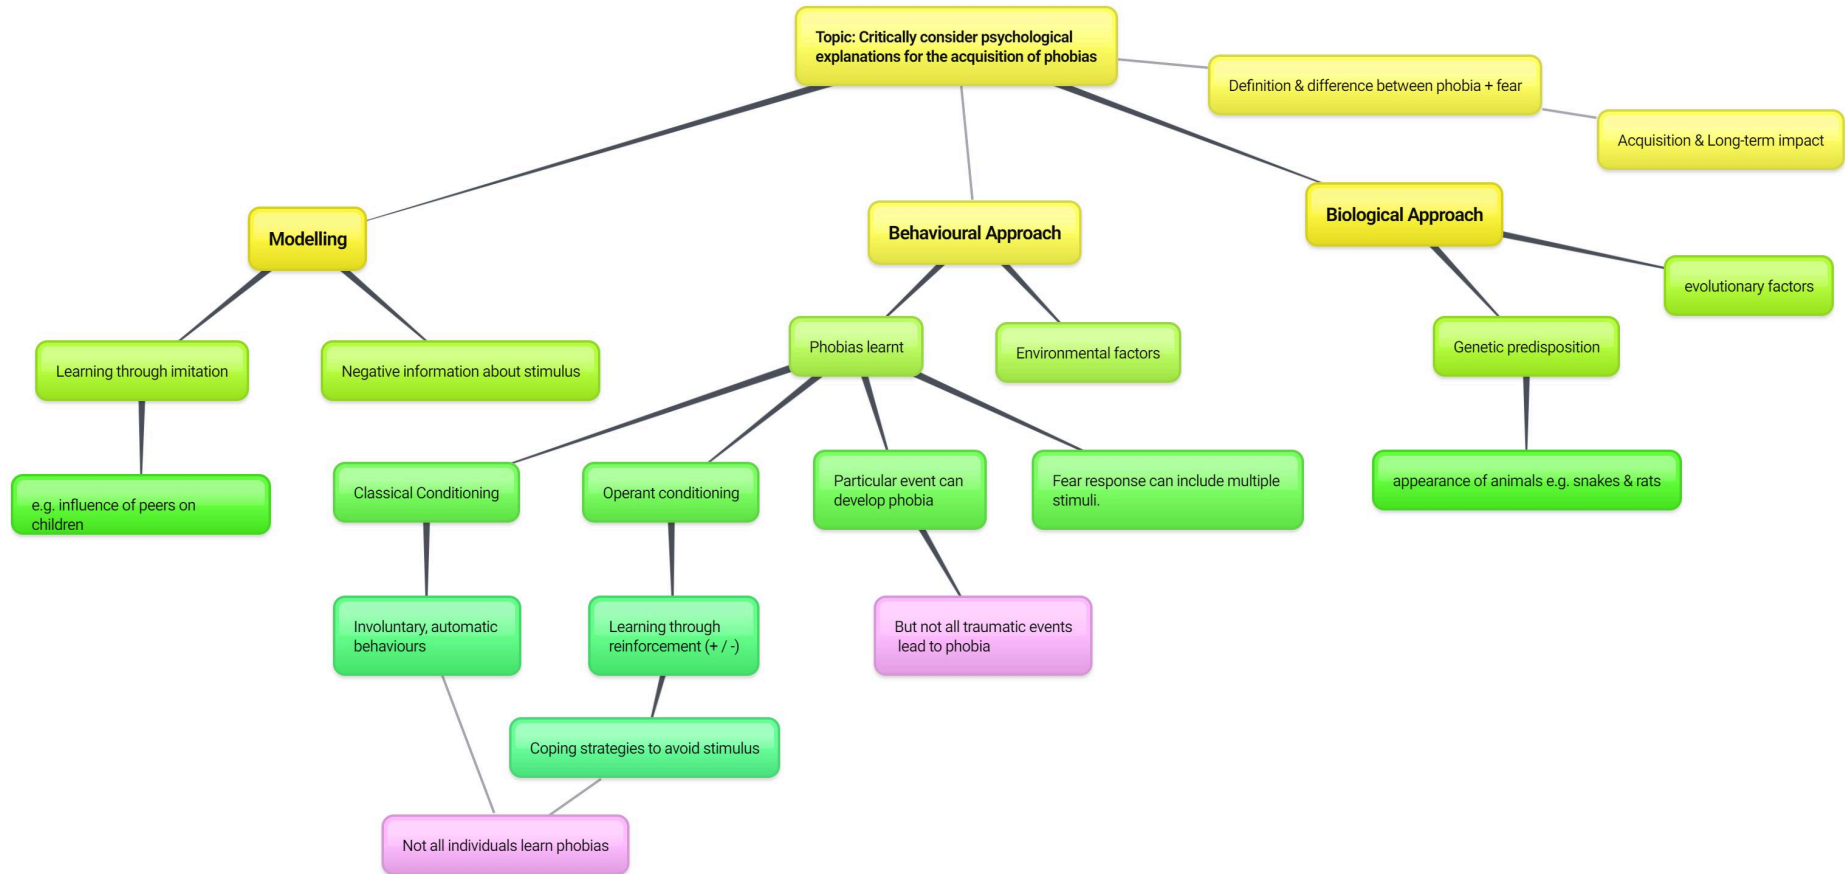 Topic: Critically consider psychological
explanations for the acquisition of phobias
Definition & difference between phobia + fear
Acquisition & Long-term impact
Modelling
Behavioural Approach
Biological Approach
evolutionary factors
Learning through imitation
Negative information about stimulus
Phobias learnt
Environmental factors
Genetic predisposition
e.g. influence of peers on
children
Classical Conditioning
Operant conditioning
Particular event can
develop phobia
Fear response can include multiple
stimuli.
appearance of animals e.g. snakes & rats
Involuntary, automatic
behaviours
Learning through
reinforcement (+ / -)
But not all traumatic events
lead to phobia
Coping strategies to avoid stimulus
Not all individuals learn phobias